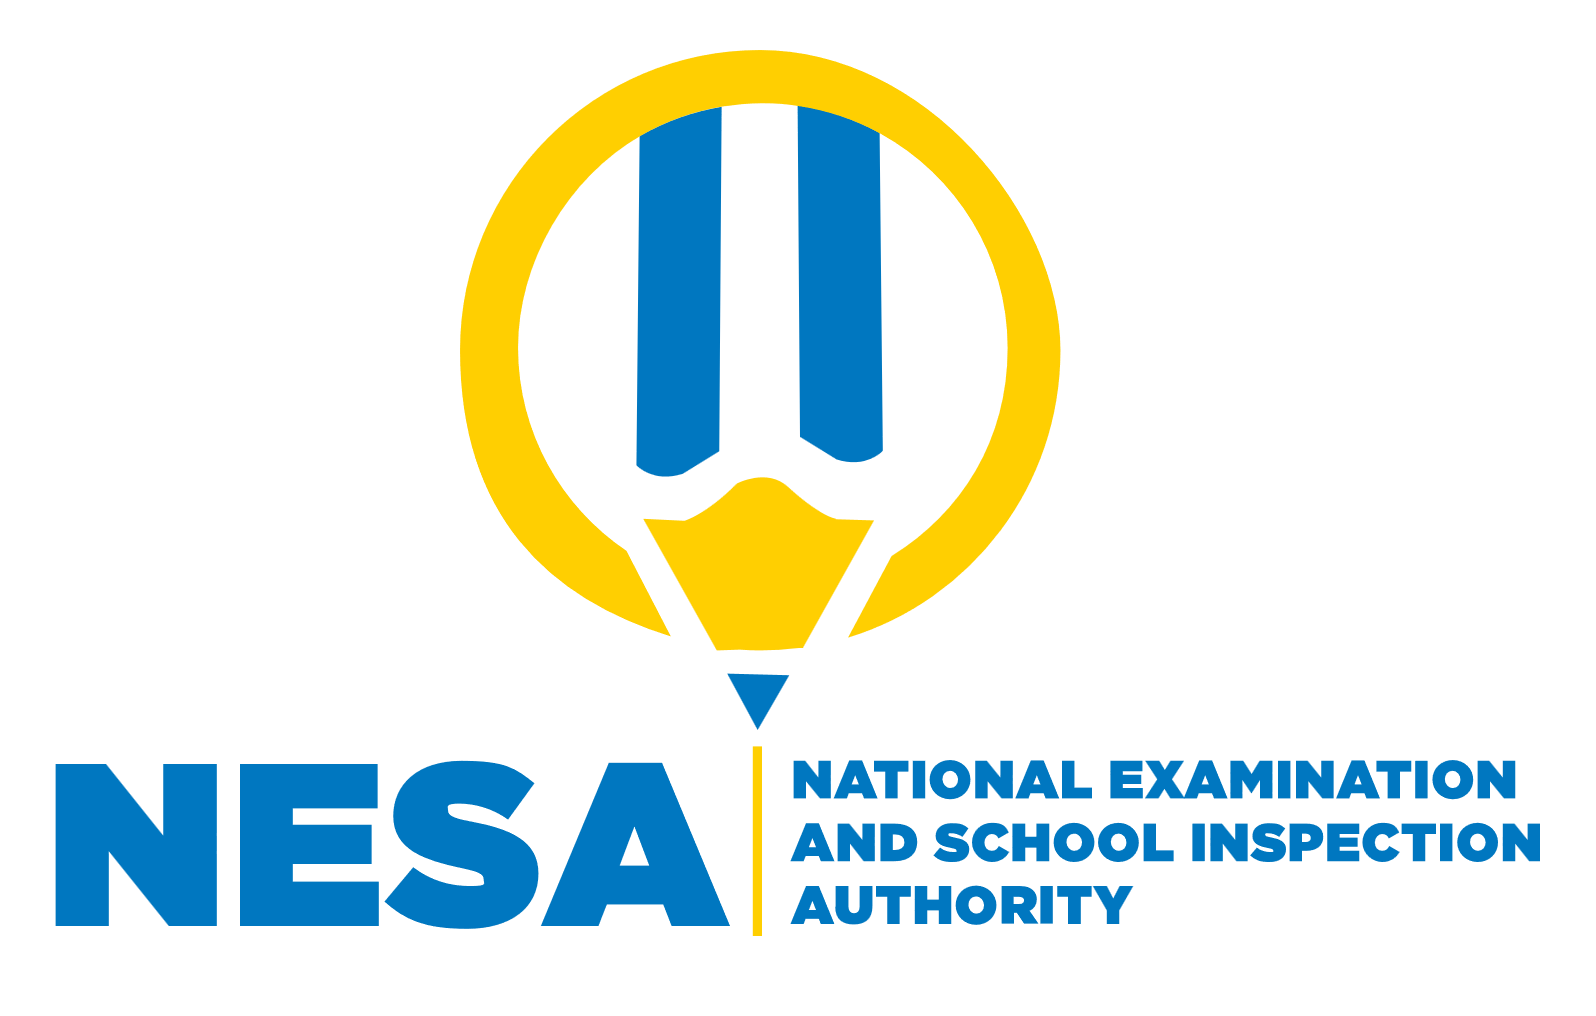 NESA
NATIONAL EXAMINATION
AND SCHOOL INSPECTION
AUTHORITY